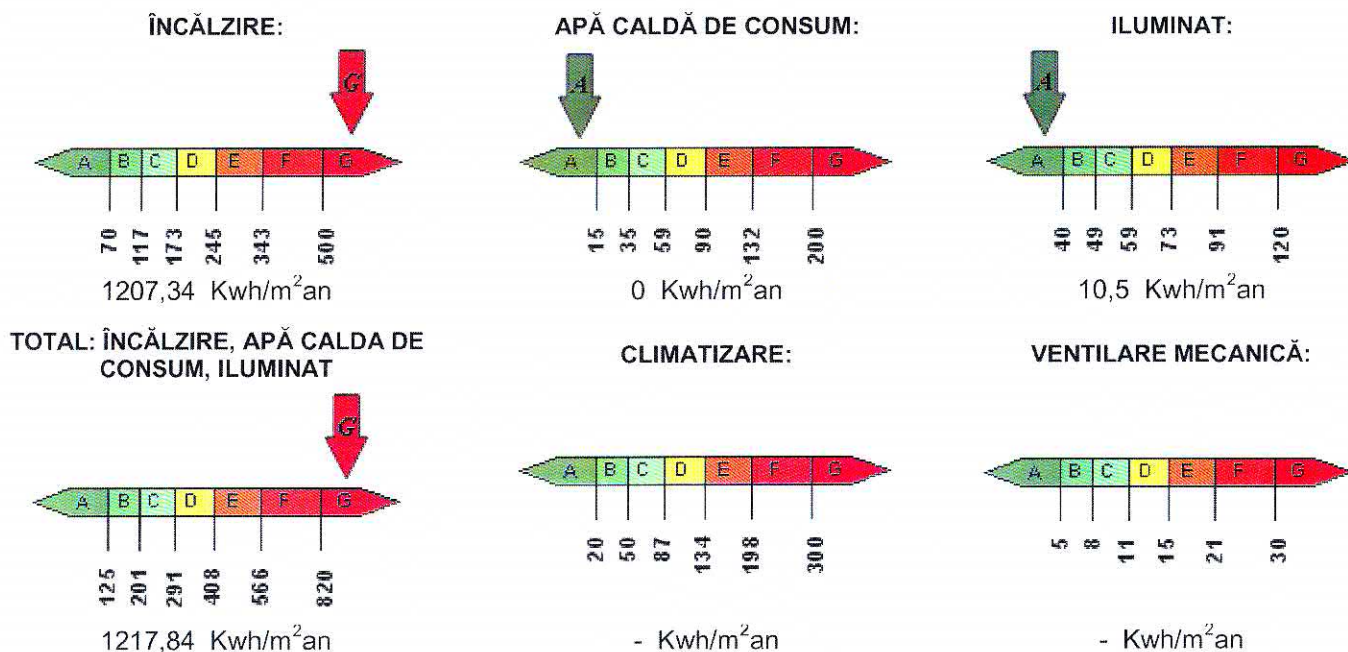 ÎNCĂLZIRE:
G
A B C D E F G
70 117 173 245 343 500
1207,34 Kwh/m²an
APĂ CALDĂ DE CONSUM:
A
A B C D E F G
15 35 59 90 132 200
0 Kwh/m²an
ILUMINAT:
A
A B C D E F G
40 49 59 73 91 120
10,5 Kwh/m²an
TOTAL: ÎNCĂLZIRE, APĂ CALDA DE
CONSUM, ILUMINAT
G
A B C D E F G
125 201 291 408 566 820
1217,84 Kwh/m²an
CLIMATIZARE:
A B C D E F G
20 50 87 134 198 300
- Kwh/m²an
VENTILARE MECANICĂ:
A B C D E F G
5 8 11 15 21 30
- Kwh/m²an